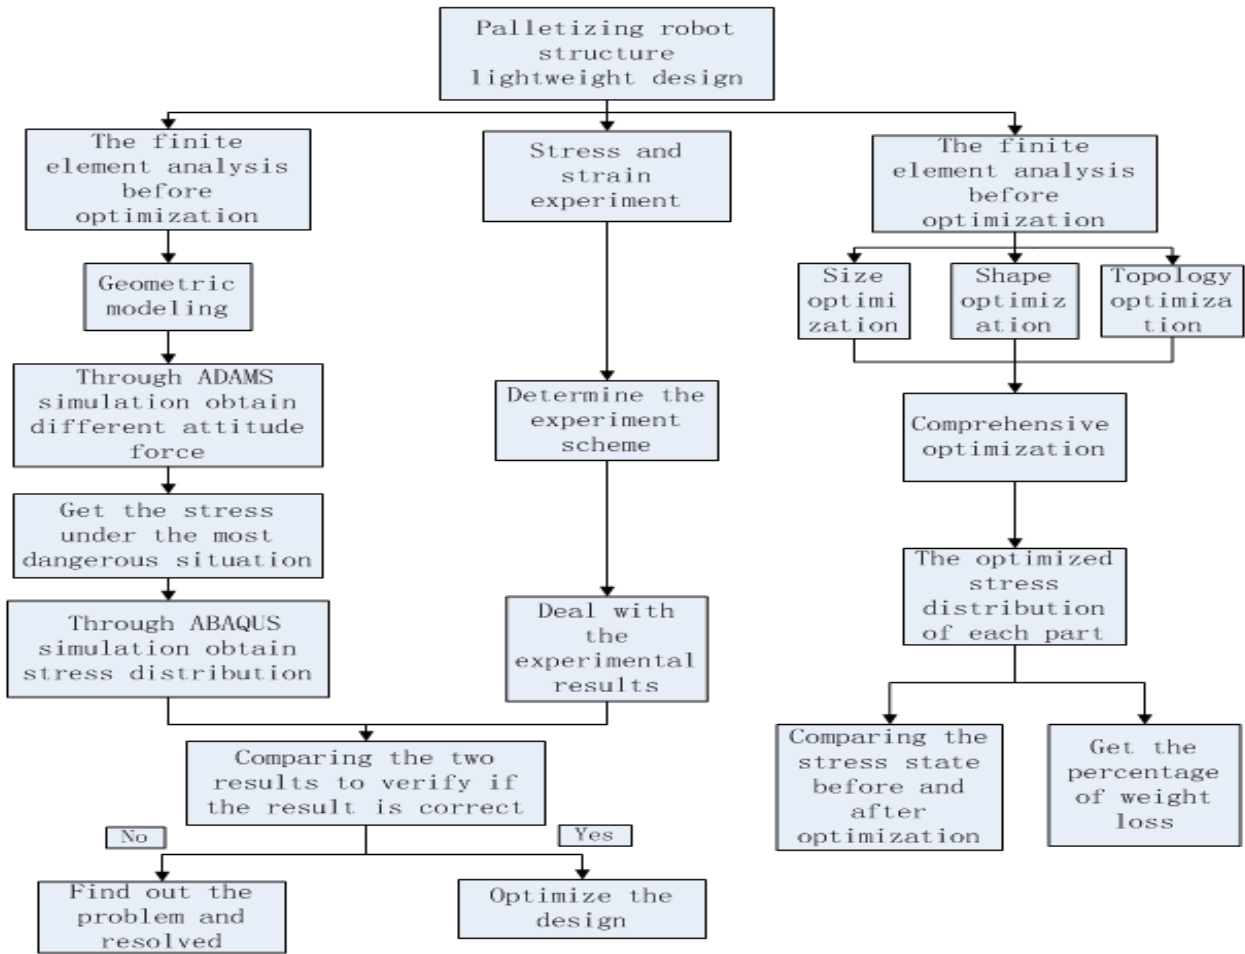 Palletizing robot
structure
lightweight design
The finite
element analysis
before
optimization
Stress and
strain
experiment
The finite
element analysis
before
optimization
Geometric
modeling
Size
optimi
zation
Shape
optimiz
ation
Topology
optimiza
tion
Through ADAMS
simulation obtain
different attitude
force
Determine the
experiment
scheme
Comprehensive
optimization
Get the stress
under the most
dangerous situation
The optimized
stress
distribution
of each part
Through ABAQUS
simulation obtain
stress distribution
Deal with
the
experimental
results
Comparing the two
results to verify if
the result is correct
Comparing the
stress state
before and
after
optimization
Get the
percentage
of weight
loss
No
Yes
Find out the
problem and
resolved
Optimize the
design